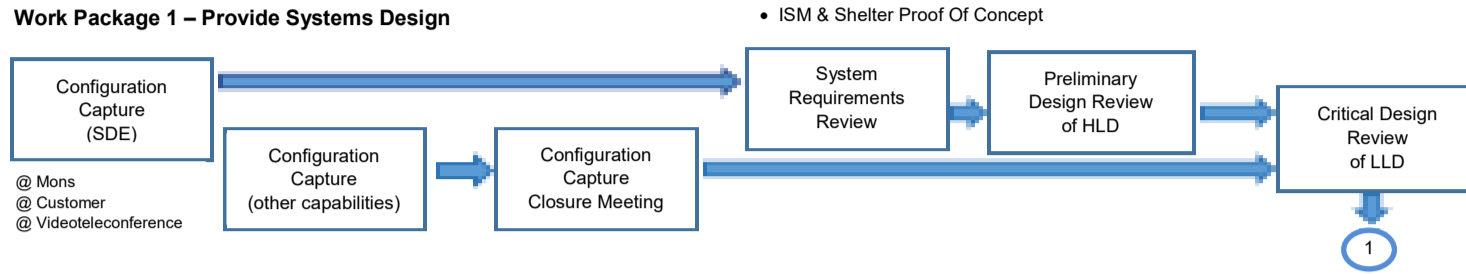 Work Package 1 – Provide Systems Design
• ISM & Shelter Proof Of Concept
Configuration
Capture
(SDE)
@ Mons
@ Customer
@ Videoteleconference
Configuration
Capture
(other capabilities)
Configuration
Capture
Closure Meeting
System
Requirements
Review
Preliminary
Design Review
of HLD
Critical Design
Review
of LLD
1